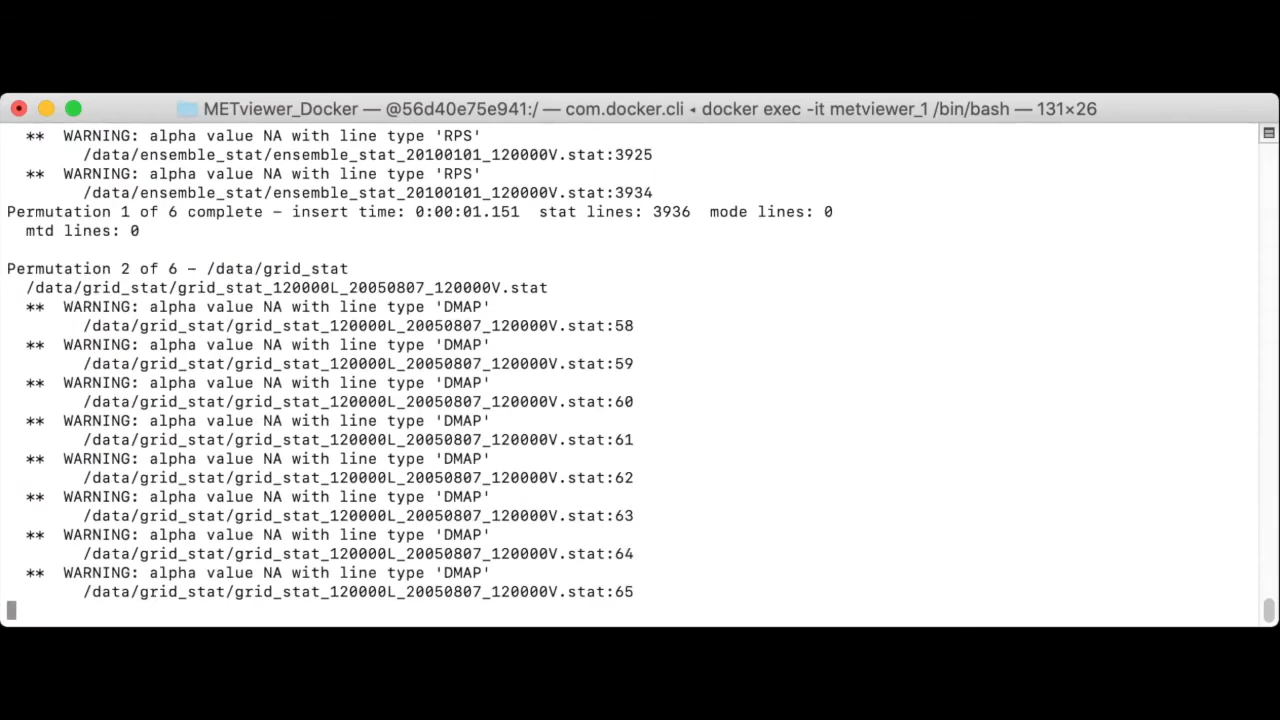 METviewer_Docker — @56d40e75e941:/ — com.docker.cli ◂ docker exec -it metviewer_1 /bin/bash — 131×26
** WARNING: alpha value NA with line type 'RPS'
/data/ensemble_stat/ensemble_stat_20100101_120000V.stat:3925
** WARNING: alpha value NA with line type 'RPS'
/data/ensemble_stat/ensemble_stat_20100101_120000V.stat:3934
Permutation 1 of 6 complete - insert time: 0:00:01.151 stat lines: 3936 mode lines: 0
mtd lines: 0
Permutation 2 of 6 - /data/grid_stat
/data/grid_stat/grid_stat_120000L_20050807_120000V.stat
** WARNING: alpha value NA with line type 'DMAP'
/data/grid_stat/grid_stat_120000L_20050807_120000V.stat:58
** WARNING: alpha value NA with line type 'DMAP'
/data/grid_stat/grid_stat_120000L_20050807_120000V.stat:59
** WARNING: alpha value NA with line type 'DMAP'
/data/grid_stat/grid_stat_120000L_20050807_120000V.stat:60
** WARNING: alpha value NA with line type 'DMAP'
/data/grid_stat/grid_stat_120000L_20050807_120000V.stat:61
** WARNING: alpha value NA with line type 'DMAP'
/data/grid_stat/grid_stat_120000L_20050807_120000V.stat:62
** WARNING: alpha value NA with line type 'DMAP'
/data/grid_stat/grid_stat_120000L_20050807_120000V.stat:63
** WARNING: alpha value NA with line type 'DMAP'
/data/grid_stat/grid_stat_120000L_20050807_120000V.stat:64
** WARNING: alpha value NA with line type 'DMAP'
/data/grid_stat/grid_stat_120000L_20050807_120000V.stat:65